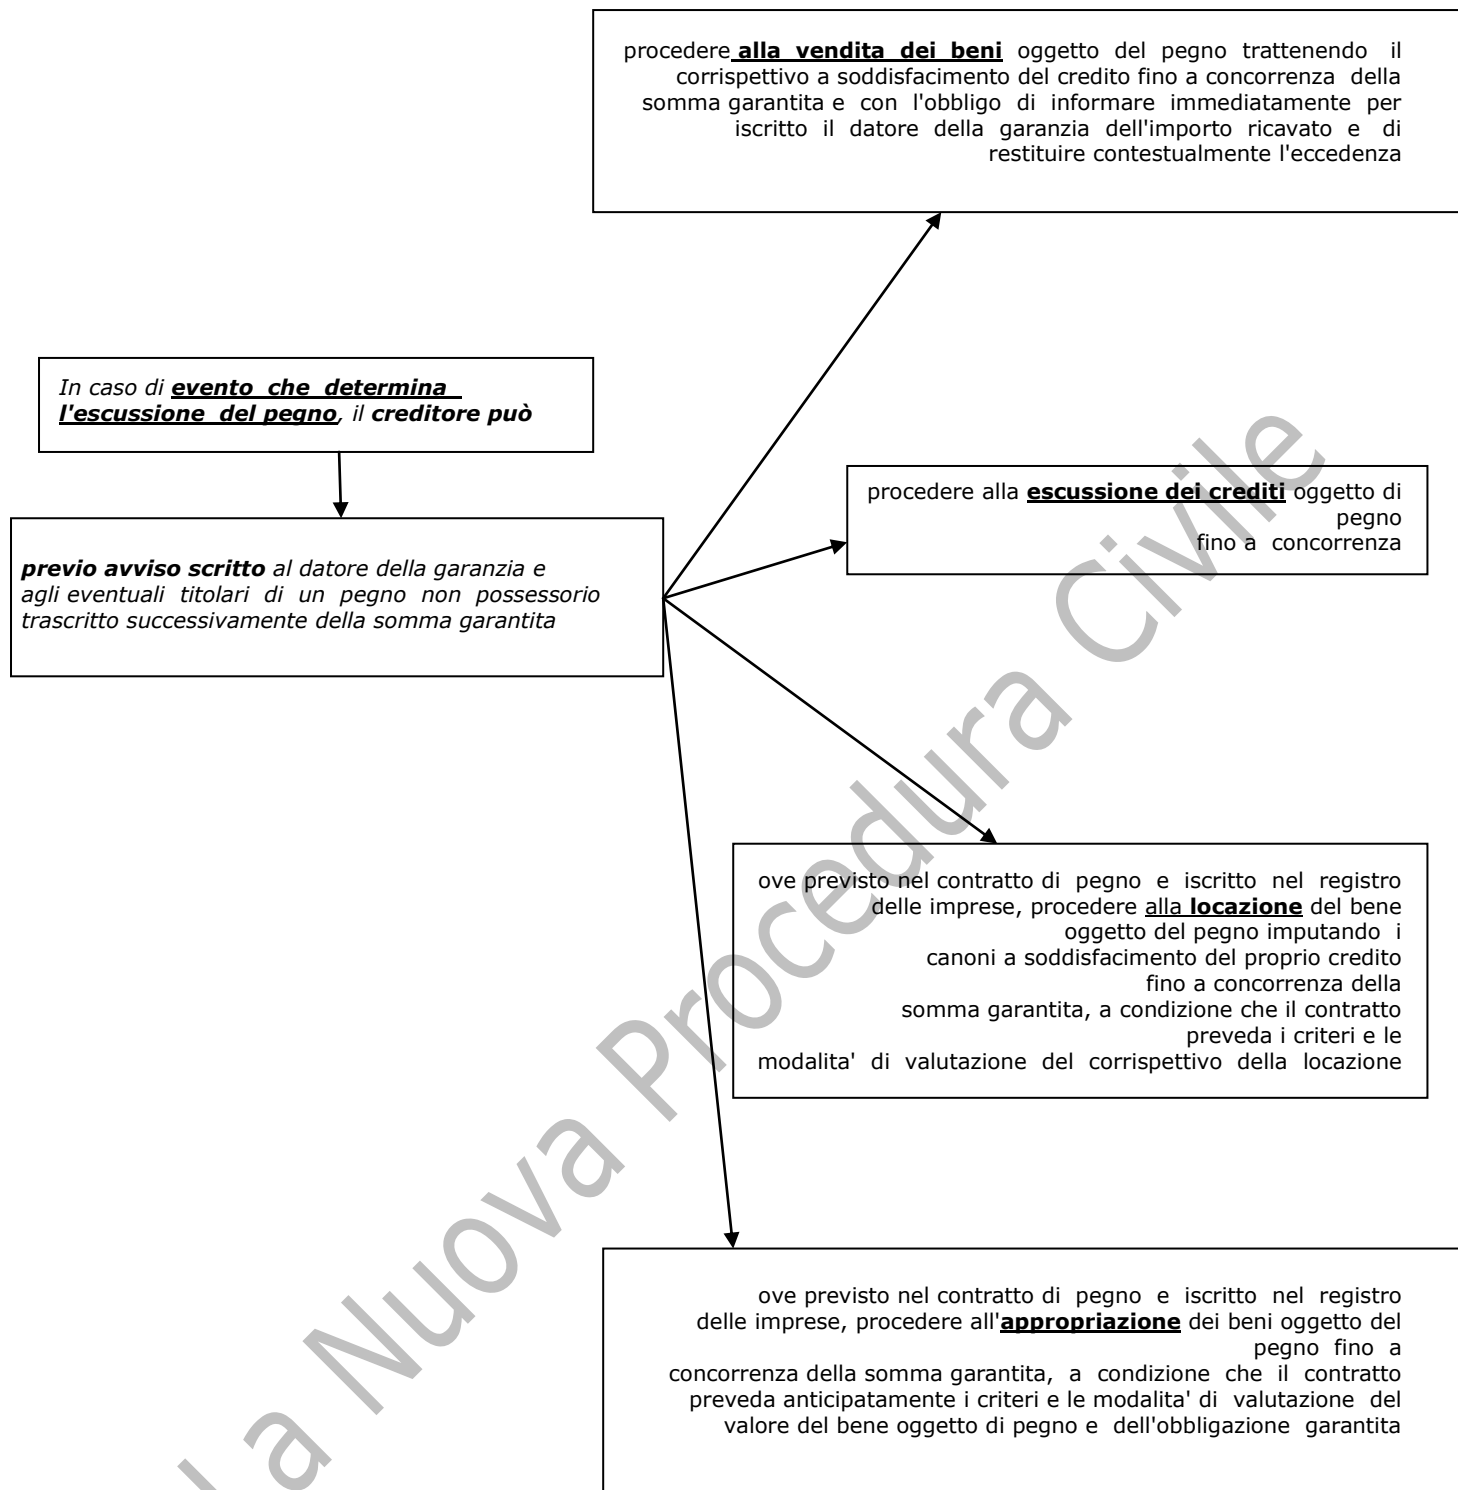 procedere alla vendita dei beni oggetto del pegno trattenendo il
corrispettivo a soddisfacimento del credito fino a concorrenza della
somma garantita e con l'obbligo di informare immediatamente per
iscritto il datore della garanzia dell'importo ricavato e di
restituire contestualmente l'eccedenza
In caso di evento che determina
l'escussione del pegno, il creditore può
previo avviso scritto al datore della garanzia e
agli eventuali titolari di un pegno non possessorio
trascritto successivamente della somma garantita
procedere alla escussione dei crediti oggetto di
pegno
fino a concorrenza
ove previsto nel contratto di pegno e iscritto nel registro
delle imprese, procedere alla locazione del bene
oggetto del pegno imputando i
canoni a soddisfacimento del proprio credito
fino a concorrenza della
somma garantita, a condizione che il contratto
preveda i criteri e le
modalita' di valutazione del corrispettivo della locazione
ove previsto nel contratto di pegno e iscritto nel registro
delle imprese, procedere all'appropriazione dei beni oggetto del
pegno fino a
concorrenza della somma garantita, a condizione che il contratto
preveda anticipatamente i criteri e le modalita' di valutazione del
valore del bene oggetto di pegno e dell'obbligazione garantita
La Nuova Procedura Civile